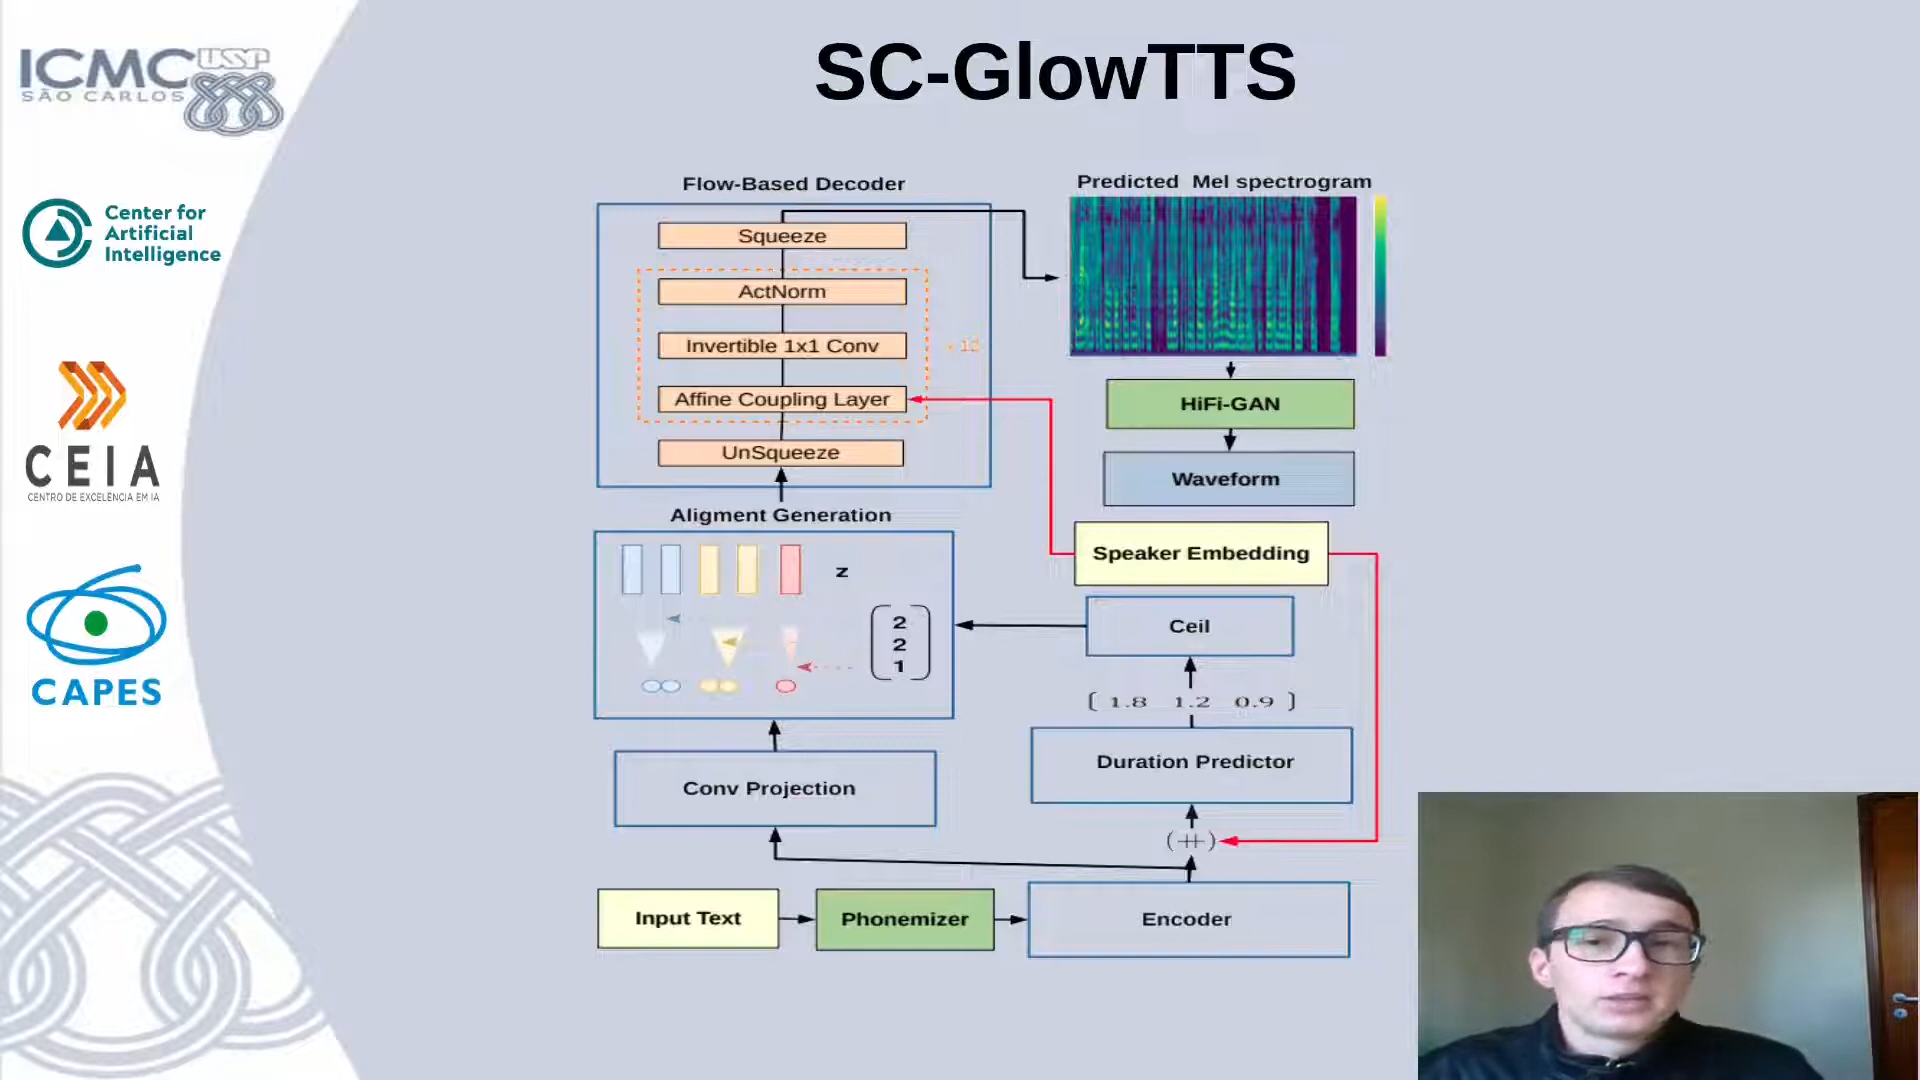 SC-GlowTTS
ICMC USP
SÃO CARLOS
Center for
Artificial
Intelligence
CEIA
CENTRO DE EXCELÊNCIA EM IA
CAPES
Flow-Based Decoder
Squeeze
ActNorm
Invertible 1x1 Conv
Affine Coupling Layer
UnSqueeze
Predicted Mel spectrogram
HiFi-GAN
Waveform
Speaker Embedding
Aligment Generation
z
2
2
1
Ceil
[ 1.8 1.2 0.9 ]
Duration Predictor
Conv Projection
(++)
Input Text
Phonemizer
Encoder